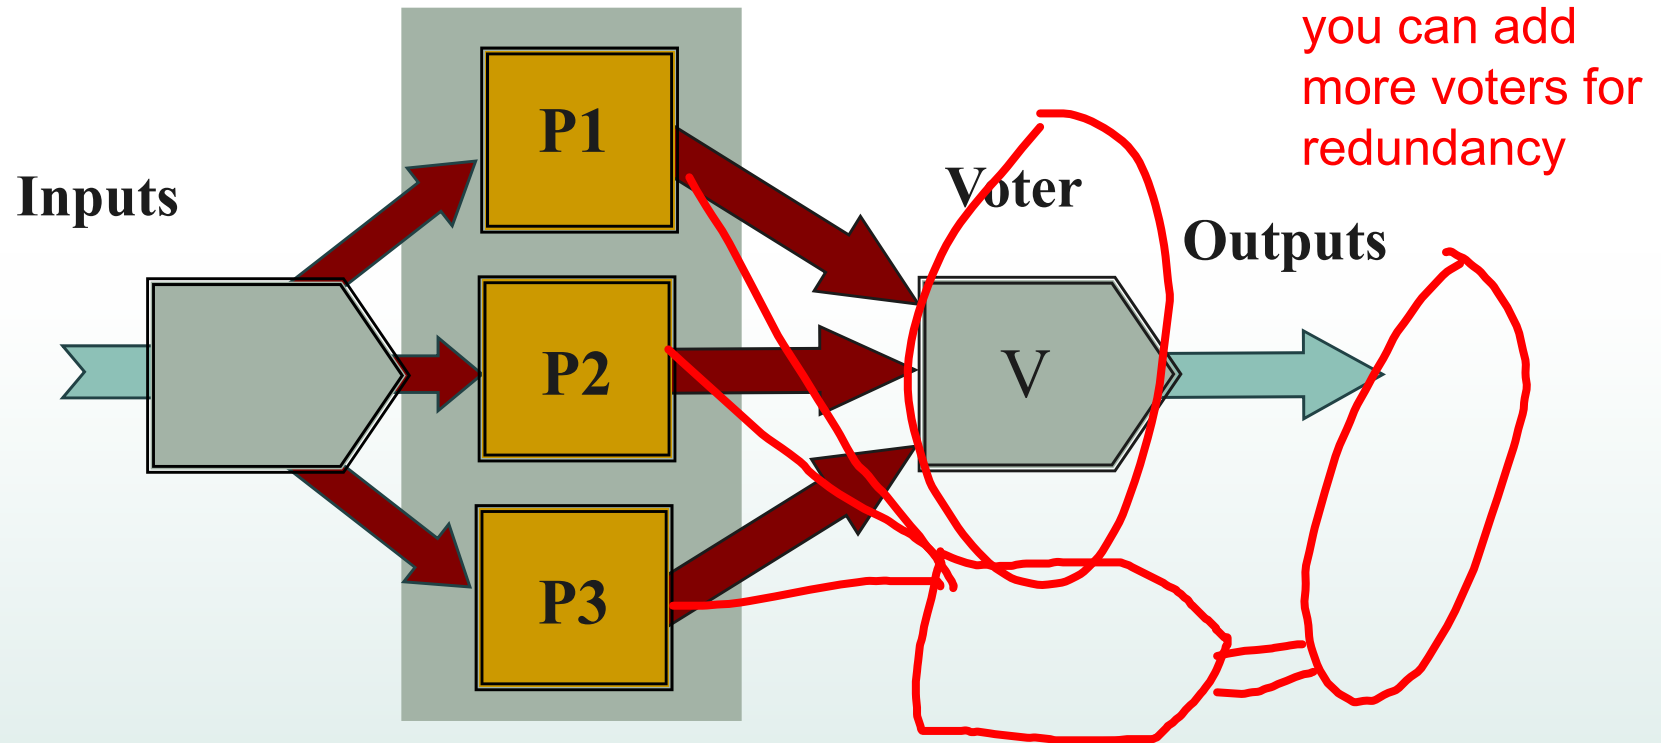 you can add
more voters for
redundancy
Inputs
P1
Voter
Outputs
P2
V
P3